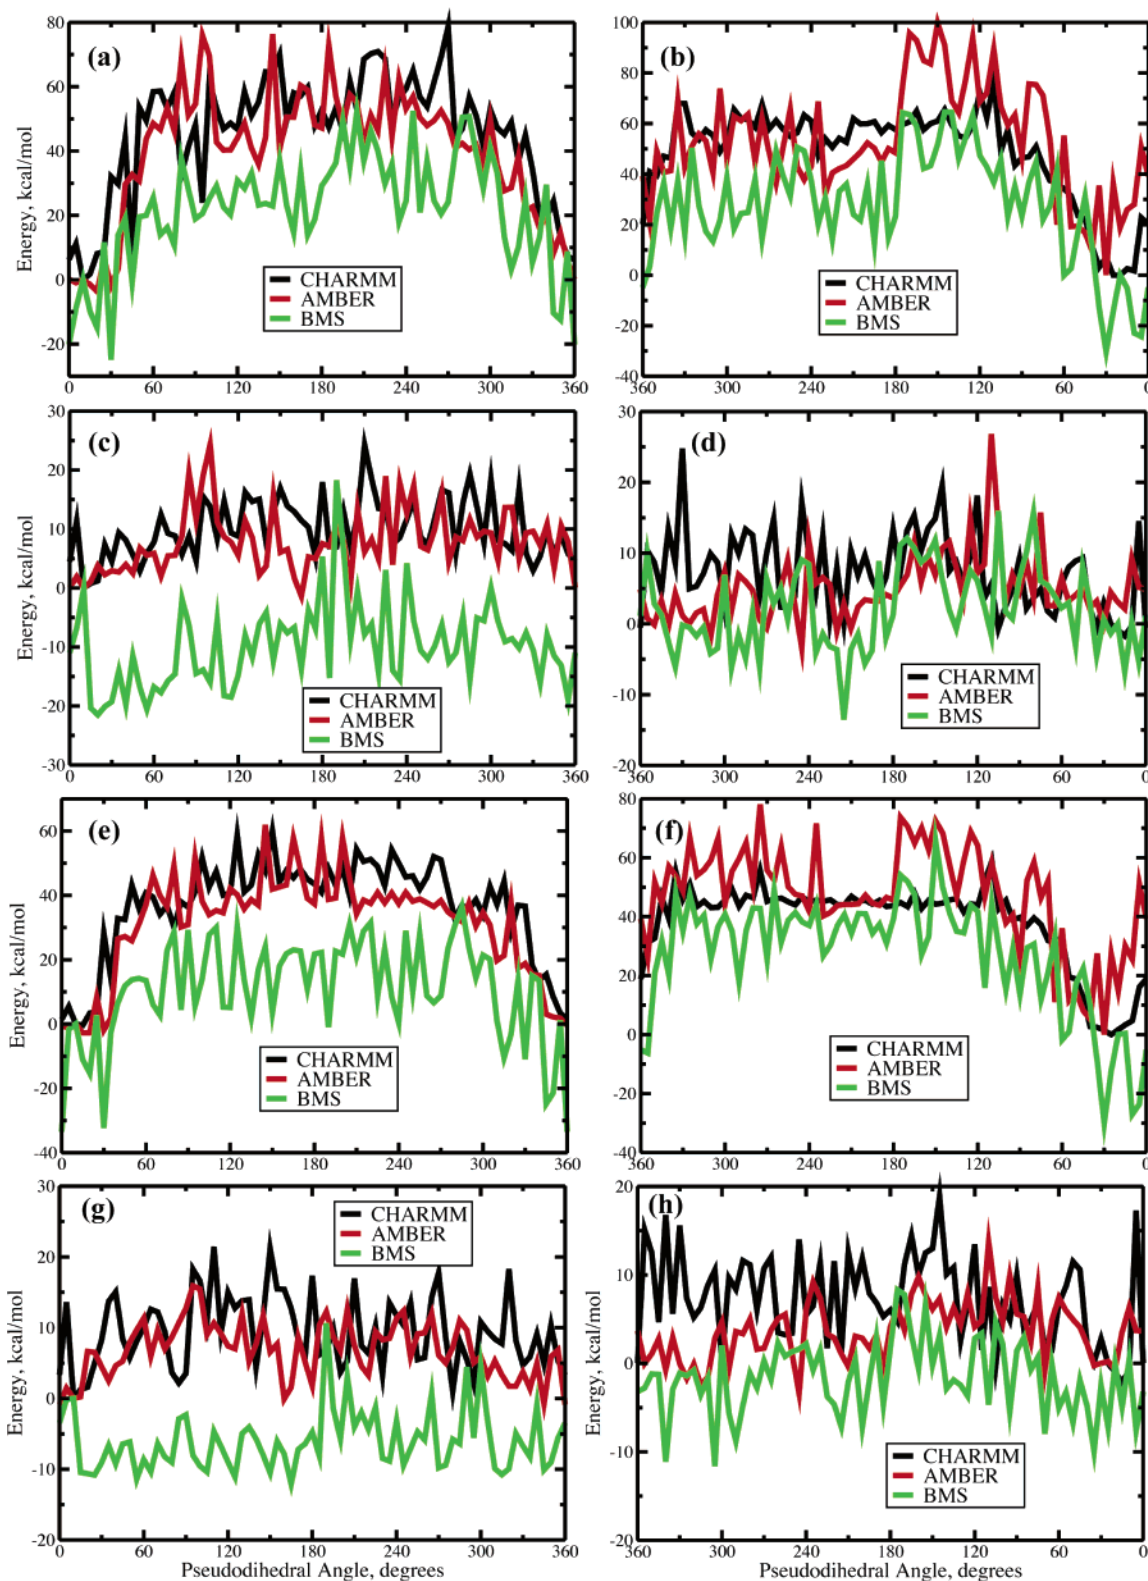 (a)
80
60
40
20
0
-20
Energy, kcal/mol
CHARMM
AMBER
BMS
0 60 120 180 240 300 360
(b)
100
80
60
40
20
0
-20
-40
CHARMM
AMBER
BMS
360 300 240 180 120 60 0
(c)
30
20
10
0
-10
-20
-30
Energy, kcal/mol
CHARMM
AMBER
BMS
0 60 120 180 240 300 360
(d)
30
20
10
0
-10
-20
CHARMM
AMBER
BMS
360 300 240 180 120 60 0
(e)
60
40
20
0
-20
-40
Energy, kcal/mol
CHARMM
AMBER
BMS
0 60 120 180 240 300 360
(f)
80
60
40
20
0
-20
-40
CHARMM
AMBER
BMS
360 300 240 180 120 60 0
(g)
30
20
10
0
-10
-20
Energy, kcal/mol
CHARMM
AMBER
BMS
0 60 120 180 240 300 360
Pseudodihedral Angle, degrees
(h)
20
10
0
-10
-20
Energy, kcal/mol
CHARMM
AMBER
BMS
360 300 240 180 120 60 0
Pseudodihedral Angle, degrees